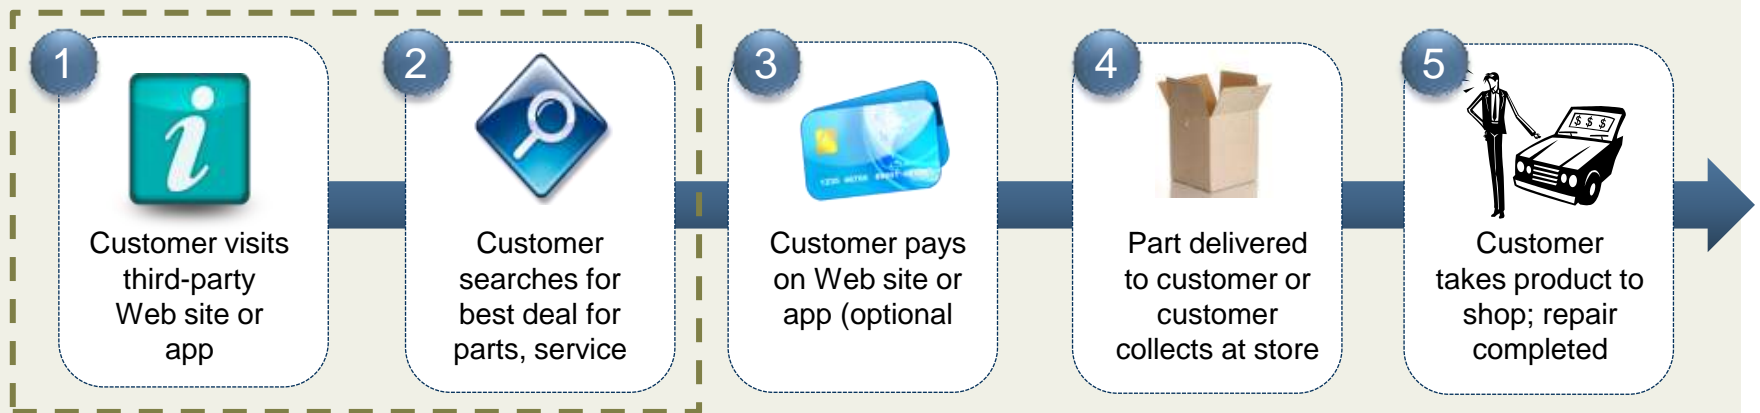 1
Customer visits
third-party
Web site or
app
2
Customer
searches for
best deal for
parts, service
3
Customer pays
on Web site or
app (optional
4
Part delivered
to customer or
customer
collects at store
5
$ $ $
Customer
takes product to
shop; repair
completed